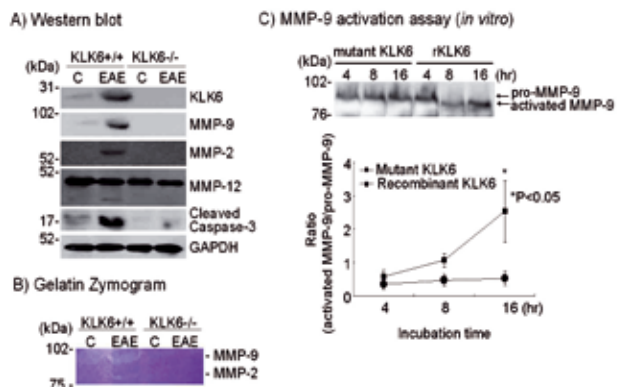 A) Western blot
KLK6+/+ KLK6-/-
(kDa) C EAE C EAE
31- KLK6
102-
MMP-9
52- MMP-2
52-
MMP-12
17- Cleaved Caspase-3
52-
GAPDH
B) Gelatin Zymogram
KLK6+/+ KLK6-/-
(kDa) C EAE C EAE
102- - MMP-9
- MMP-2
75-
C) MMP-9 activation assay (in vitro)
mutant KLK6 rKLK6
(kDa) 4 8 16 4 8 16 (hr)
102-
pro-MMP-9
activated MMP-9
76-
Mutant KLK6
Recombinant KLK6
*
*P<0.05
Ratio
(activated MMP-9/pro-MMP-9)
4
3
2
1
0
4 8 16 (hr)
Incubation time